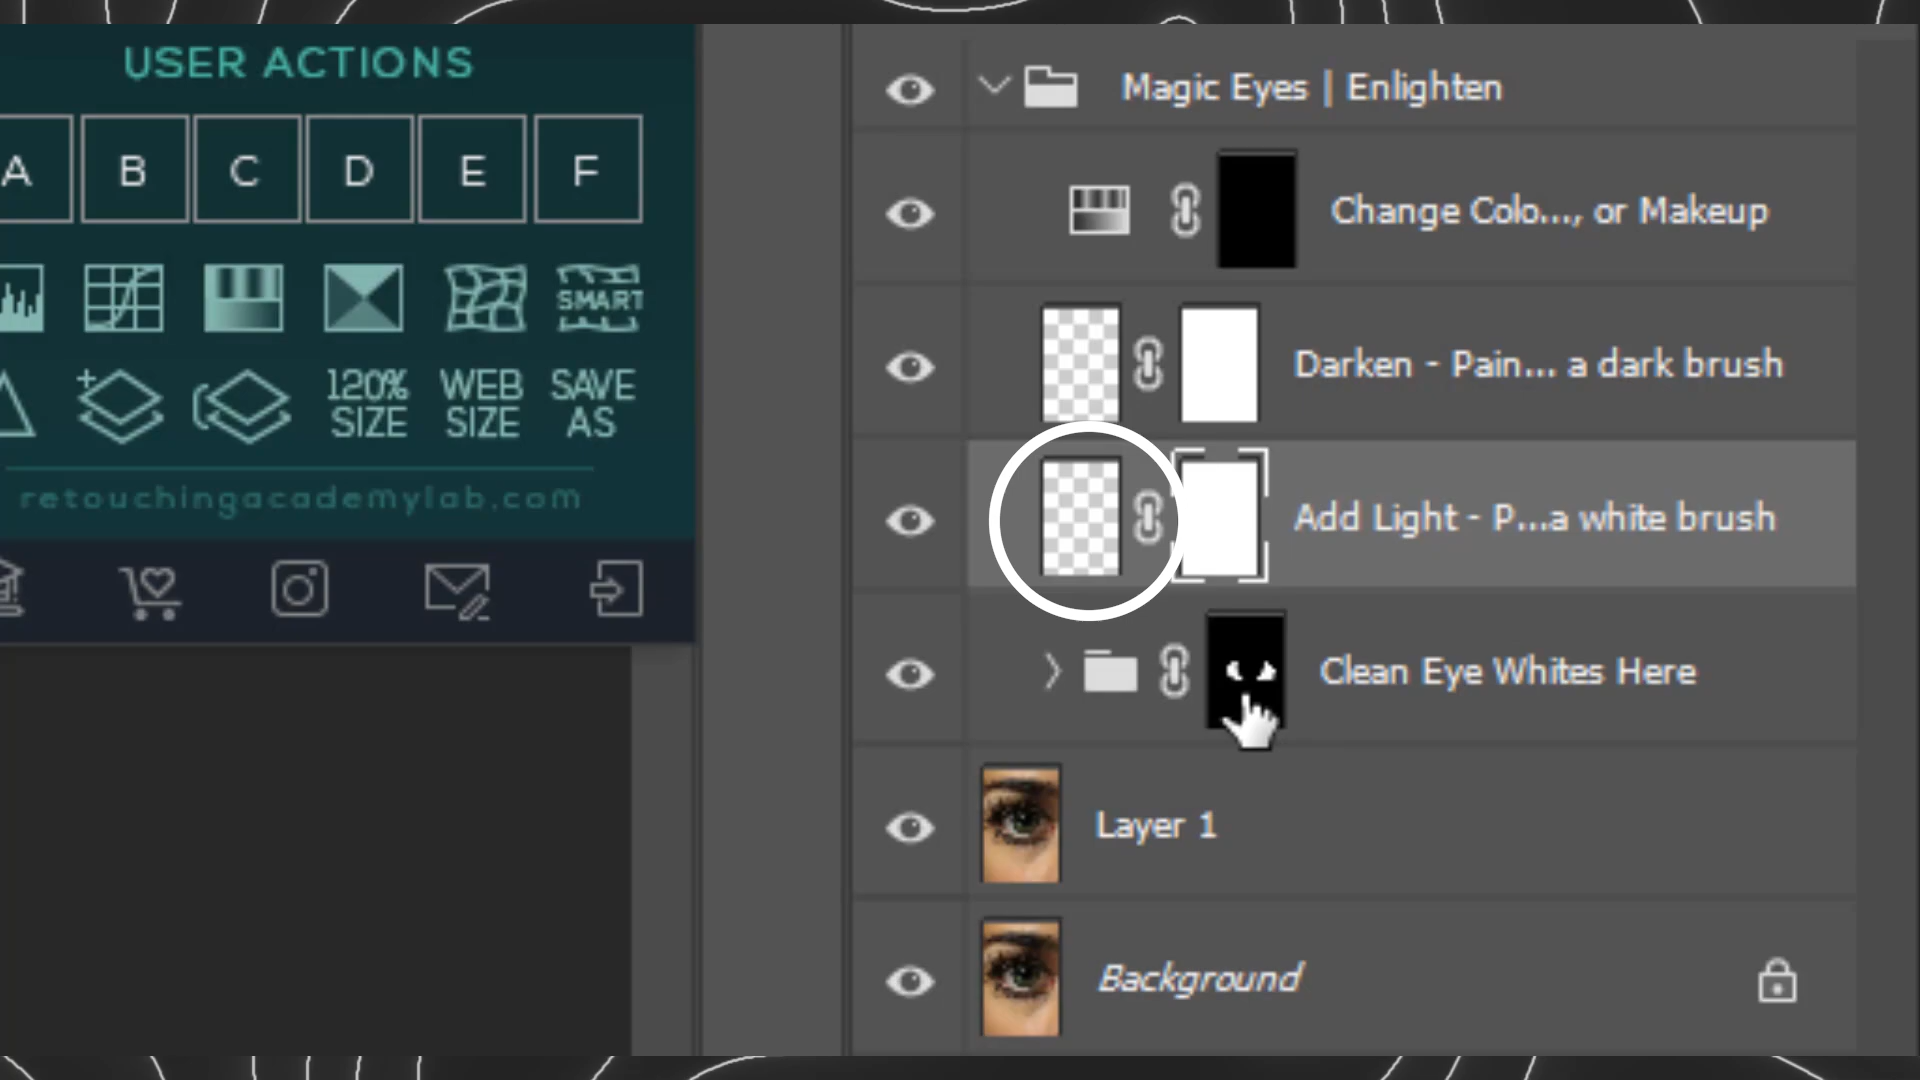 USER ACTIONS
A B C D E F
SMART
120% SIZE
WEB SIZE
SAVE AS
retouchingacademylab.com
Magic Eyes | Enlighten
Change Colo..., or Makeup
Darken - Pain... a dark brush
Add Light - P...a white brush
Clean Eye Whites Here
Layer 1
Background